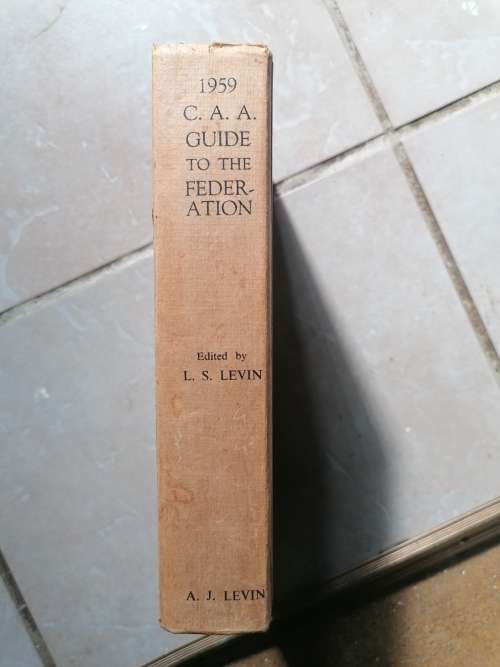 1959
C. A. A.
GUIDE
TO THE
FEDER-
ATION
Edited by
L. S. LEVIN
A. J. LEVIN